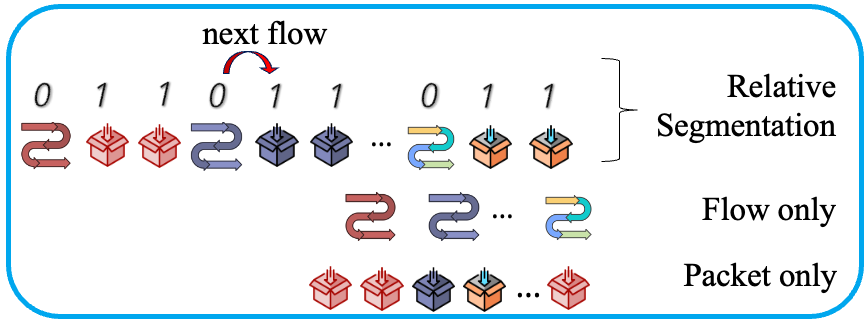 next flow
0 1 1 0 1 1 0 1 1
Relative
Segmentation
...
Flow only
...
Packet only
...